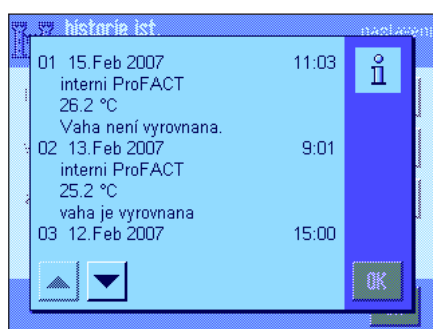 historie ist.
01 15.Feb 2007 11:03
interni ProFACT
26.2 °C
Vaha není vyrovnana.
02 13.Feb 2007 9:01
interni ProFACT
25.2 °C
vaha je vyrovnana
03 12.Feb 2007 15:00
OK